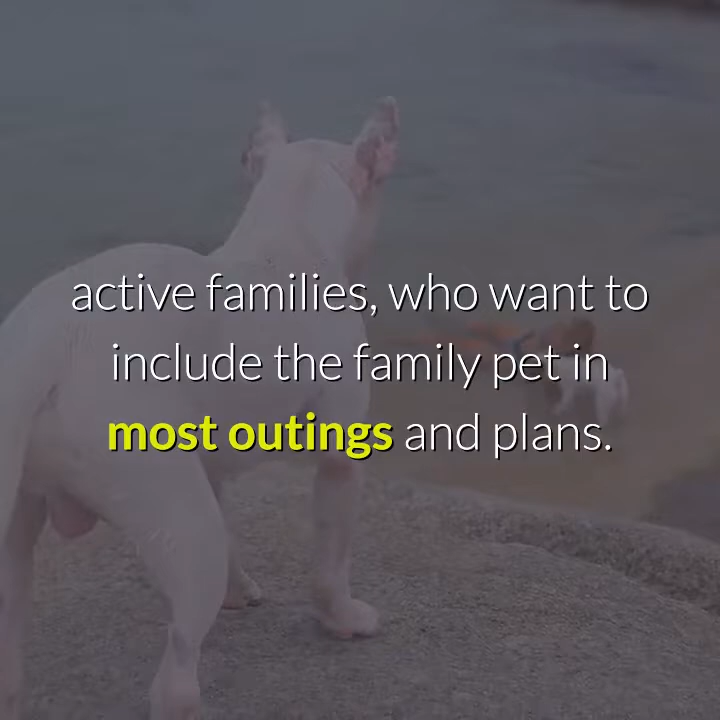 active families, who want to
include the family pet in
most outings and plans.